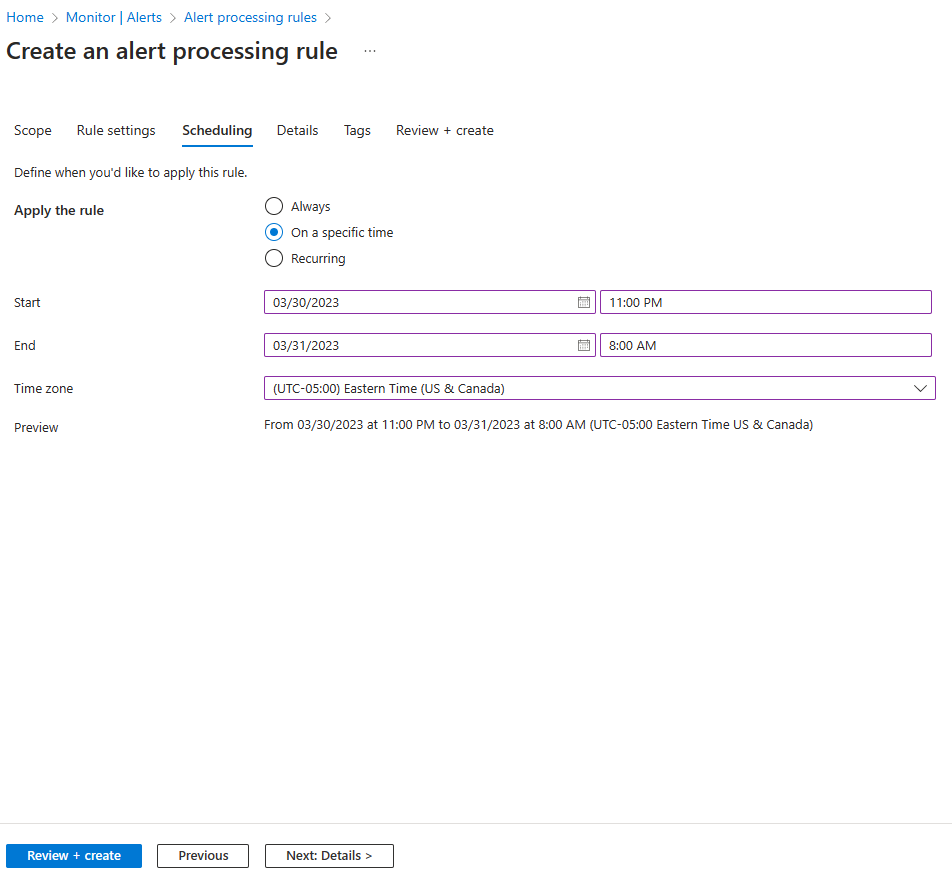 Home > Monitor | Alerts > Alert processing rules >
Create an alert processing rule ...
Scope Rule settings Scheduling Details Tags Review + create
Define when you'd like to apply this rule.
Apply the rule
Always
On a specific time
Recurring
Start 03/30/2023 11:00 PM
End 03/31/2023 8:00 AM
Time zone (UTC-05:00) Eastern Time (US & Canada)
Preview From 03/30/2023 at 11:00 PM to 03/31/2023 at 8:00 AM (UTC-05:00 Eastern Time US & Canada)
Review + create Previous Next: Details >